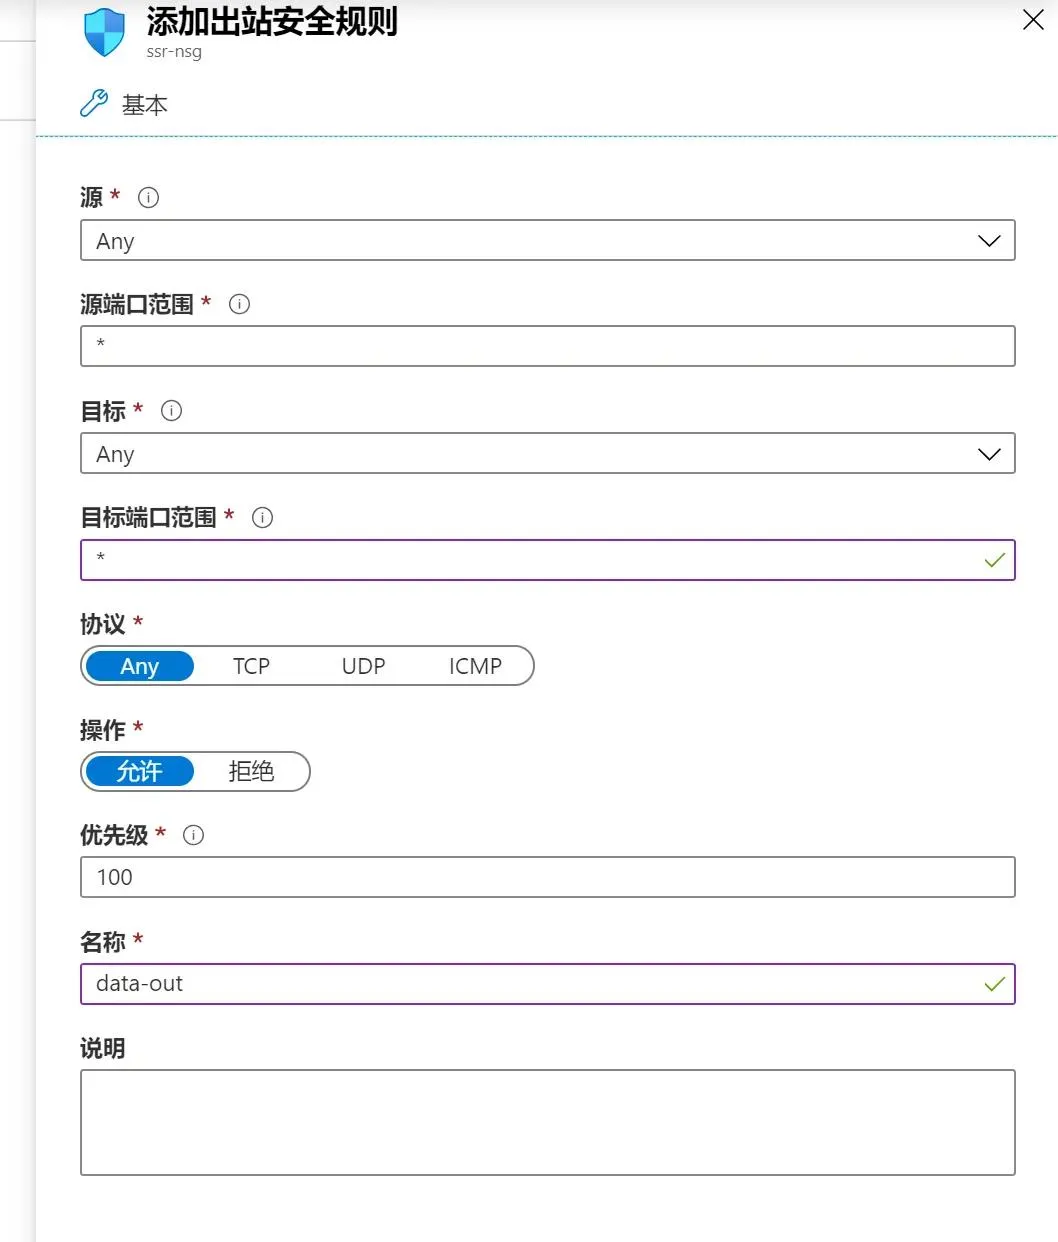 添加出站安全规则
ssr-nsg
基本
源 *
Any
源端口范围 *
*
目标 *
Any
目标端口范围 *
*
协议 *
Any TCP UDP ICMP
操作 *
允许 拒绝
优先级 *
100
名称 *
data-out
说明